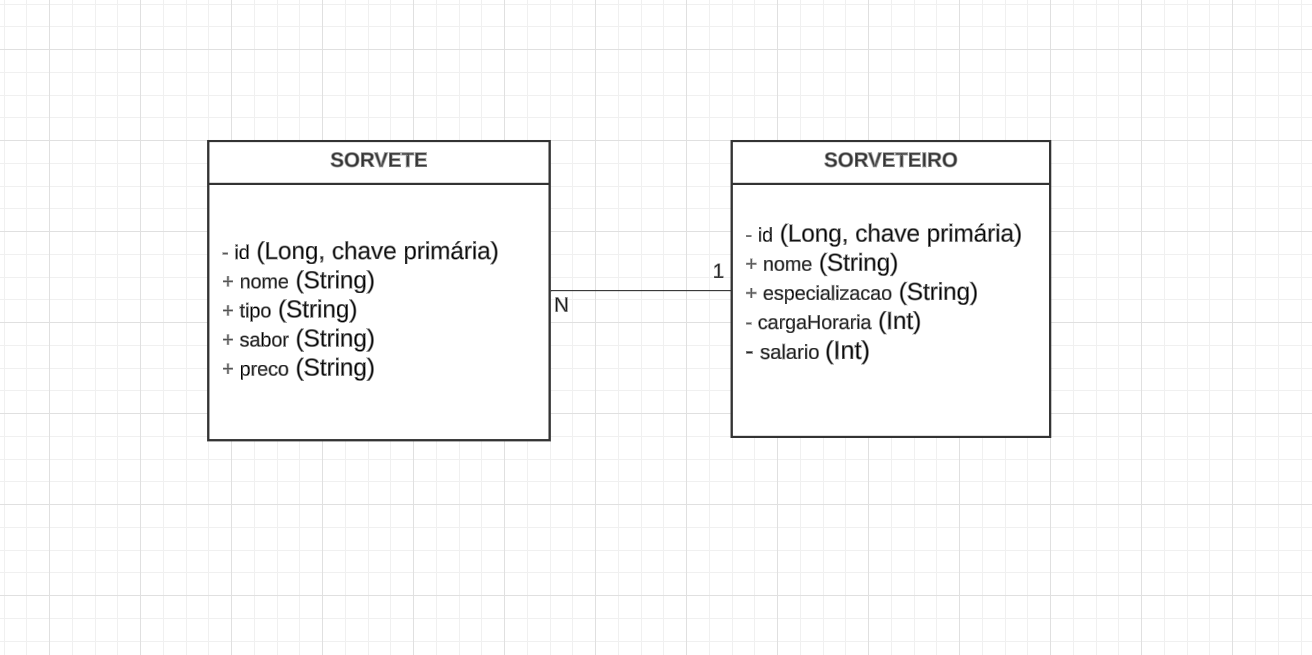 SORVETE
- id (Long, chave primária)
+ nome (String)
+ tipo (String)
+ sabor (String)
+ preco (String)
N
1
SORVETEIRO
- id (Long, chave primária)
+ nome (String)
+ especializacao (String)
- cargaHoraria (Int)
- salario (Int)